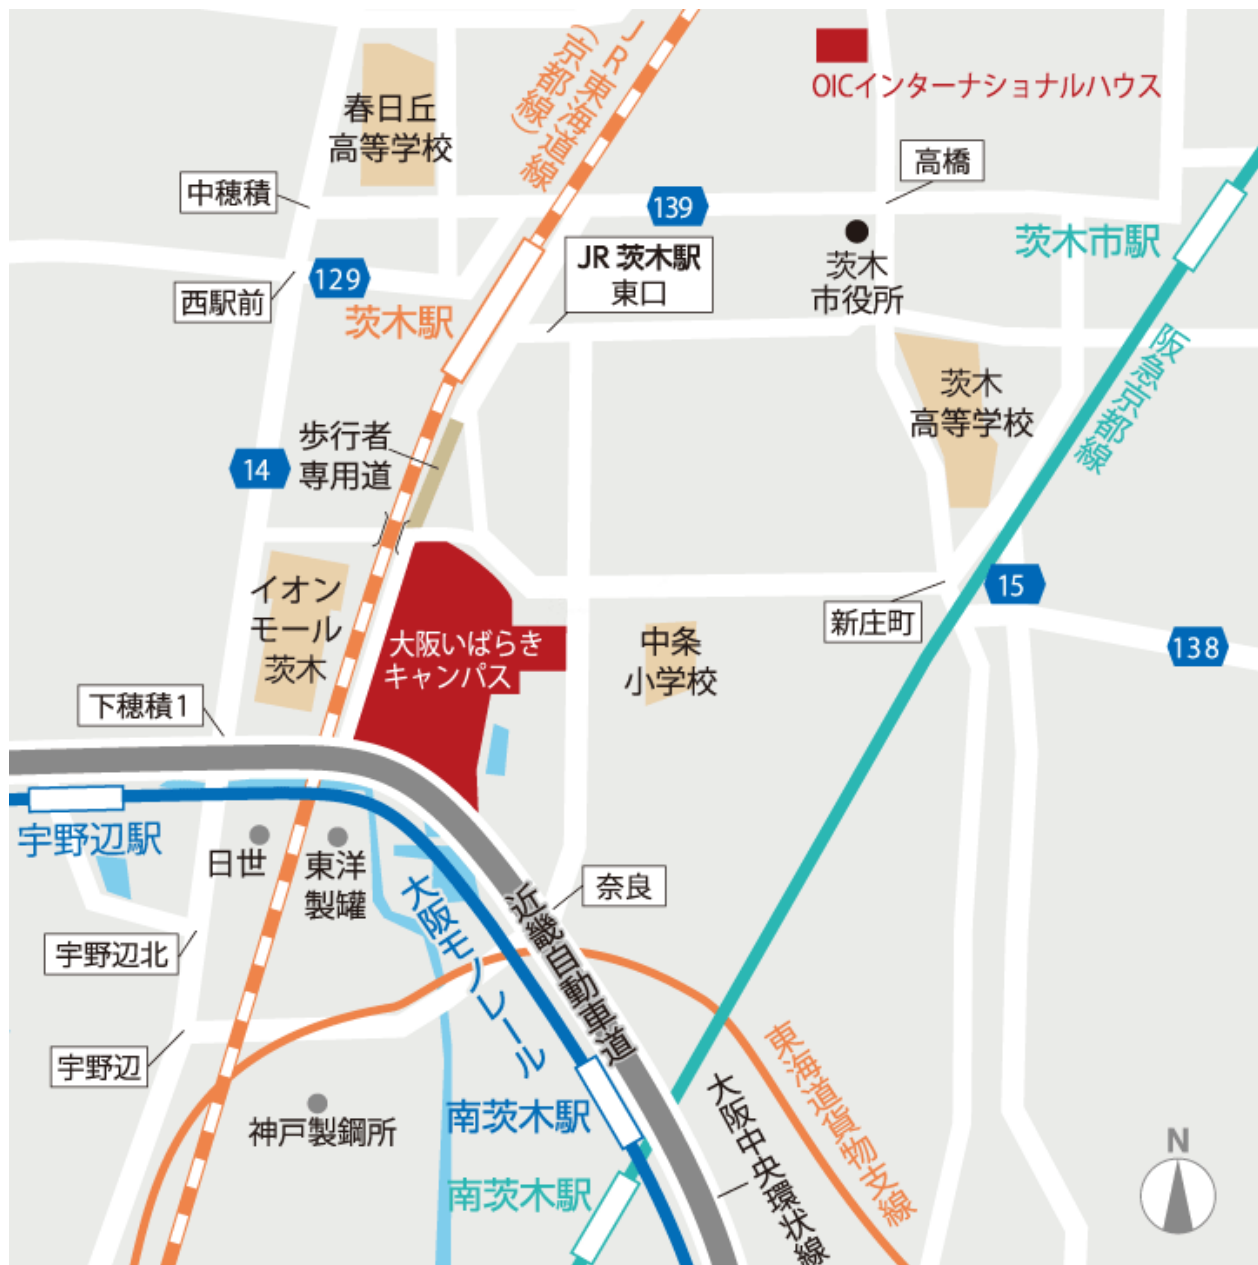 JR東海道線
（京都線）
OICインターナショナルハウス
春日丘
高等学校
高橋
中穂積
139
茨木市駅
JR 茨木駅
東口
茨木
市役所
129
西駅前
茨木駅
阪急京都線
茨木
高等学校
歩行者
専用道
14
イオン
モール
茨木
15
新庄町
大阪いばらき
キャンパス
中条
小学校
138
下穂積1
宇野辺駅
日世
東洋
製罐
奈良
大阪モノレール
近畿自動車道
宇野辺北
宇野辺
東海道貨物支線
神戸製鋼所
南茨木駅
大阪中央環状線
南茨木駅
N